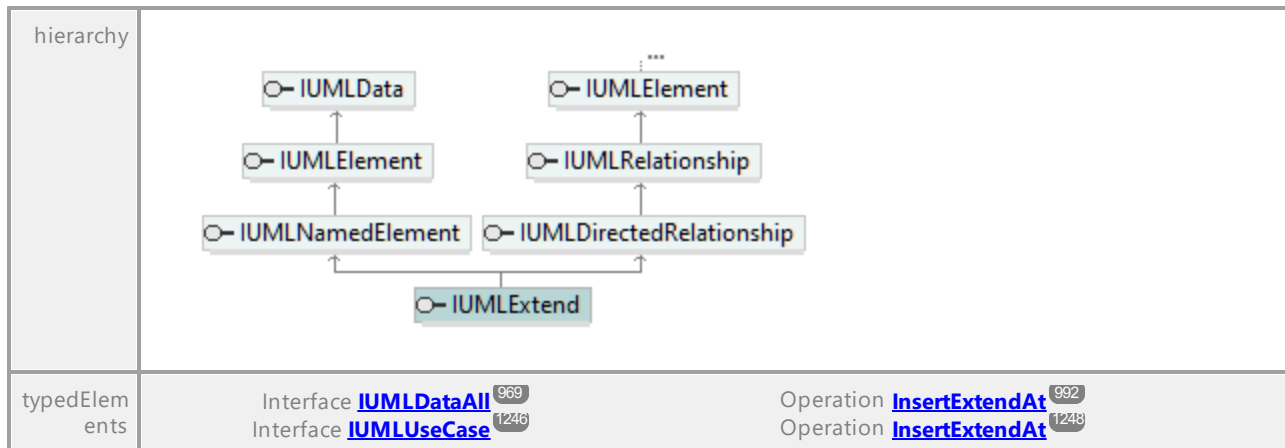 hierarchy
...
IUMLData
IUMLElement
IUMLElement
IUMLRelationship
IUMLNamedElement
IUMLDirectedRelationship
IUMLExtend
typedElem
ents
Interface IUMLDataAll 969
Operation InsertExtendAt 992
Interface IUMLUseCase 1246
Operation InsertExtendAt 1248